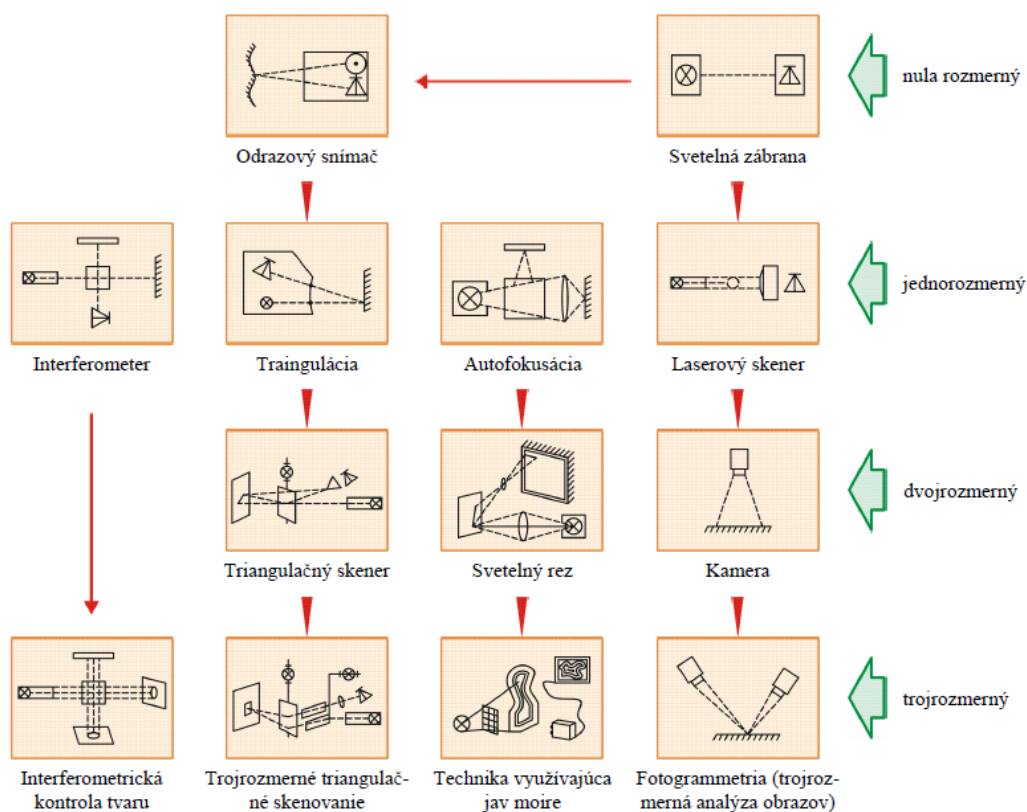 nula rozmerný
Odrazový snímač
Svetelná zábrana
jednorozmerný
Interferometer
Traingulácia
Autofokusácia
Laserový skener
dvojrozmerný
Triangulačný skener
Svetelný rez
Kamera
trojrozmerný
Interferometrická
kontrola tvaru
Trojrozmerné triangulač-
né skenovanie
Technika využívajúca
jav moire
Fotogrammetria (trojroz-
merná analýza obrazov)